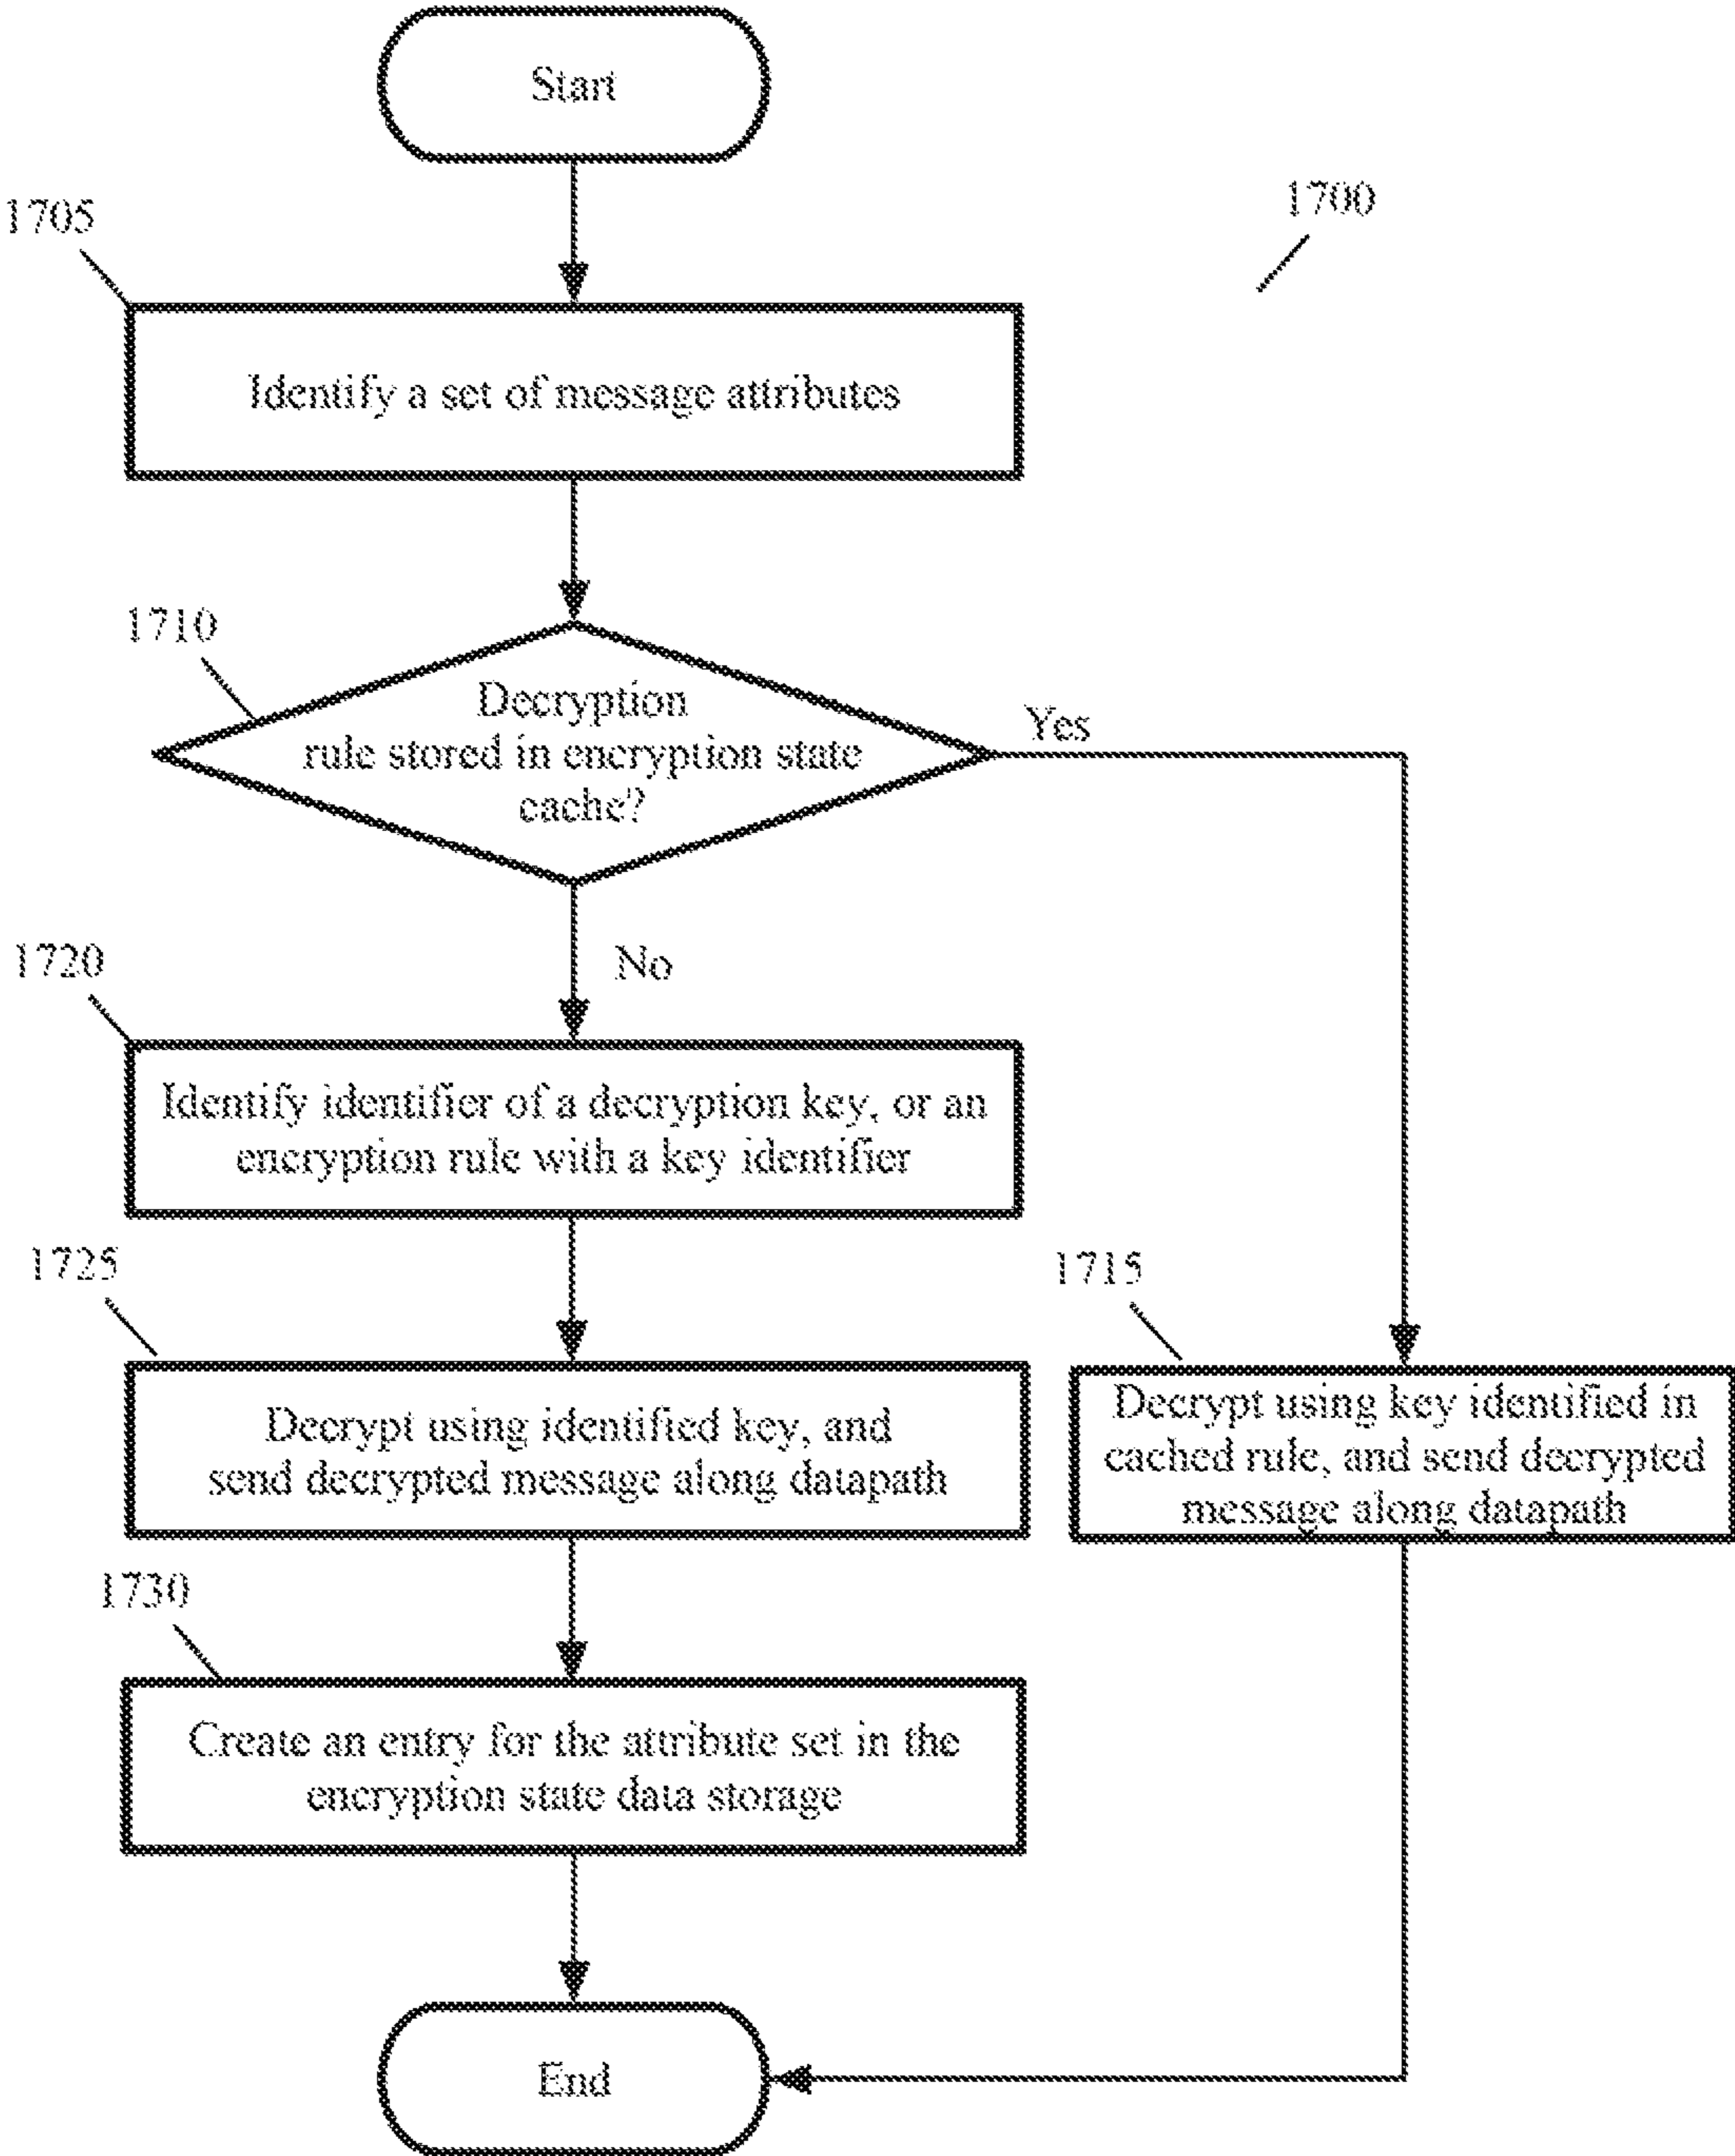 Start
1705
1700
Identify a set of message attributes
1710
Decryption
rule stored in encryption state
cache?
Yes
No
1720
Identify identifier of a decryption key, or an
encryption rule with a key identifier
1725
1715
Decrypt using identified key, and
send decrypted message along datapath
Decrypt using key identified in
cached rule, and send decrypted
message along datapath
1730
Create an entry for the attribute set in the
encryption state data storage
End